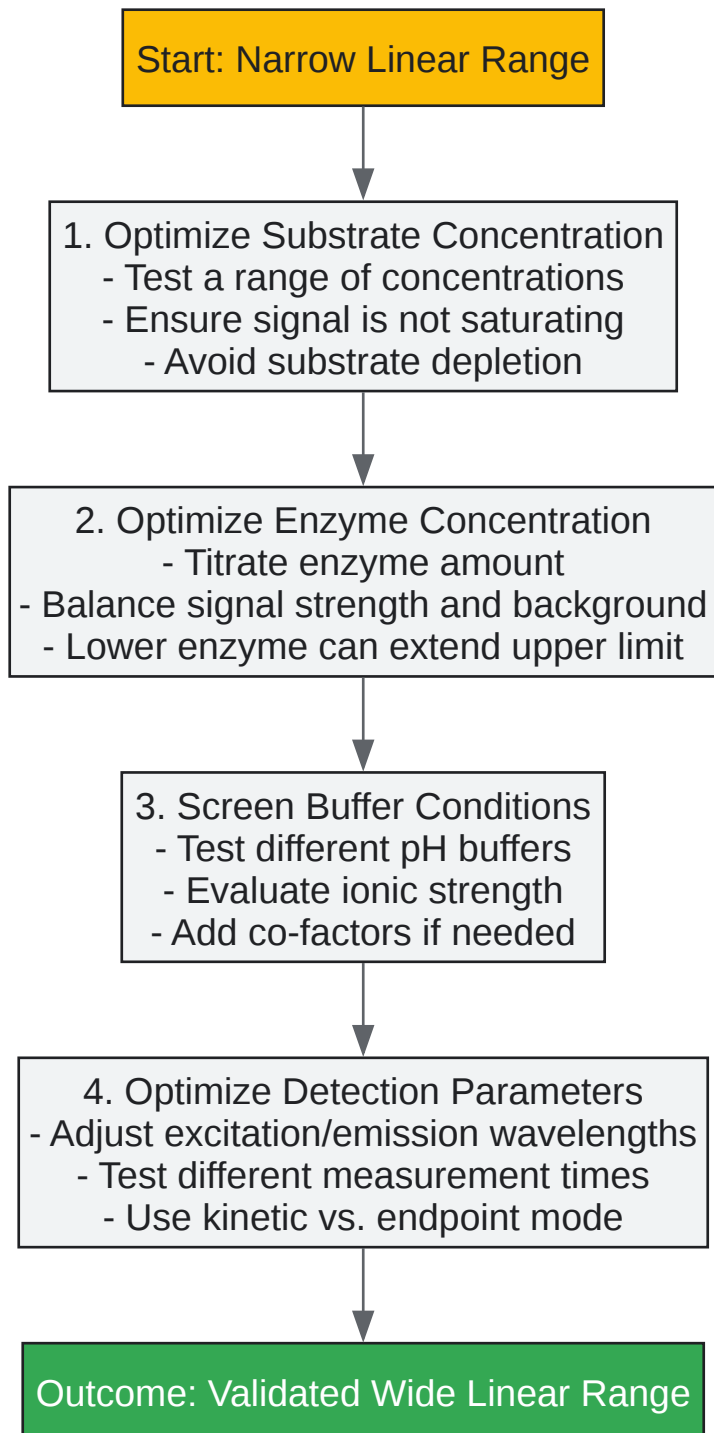 Start: Narrow Linear Range
1. Optimize Substrate Concentration
- Test a range of concentrations
- Ensure signal is not saturating
- Avoid substrate depletion
2. Optimize Enzyme Concentration
- Titrate enzyme amount
- Balance signal strength and background
- Lower enzyme can extend upper limit
3. Screen Buffer Conditions
- Test different pH buffers
- Evaluate ionic strength
- Add co-factors if needed
4. Optimize Detection Parameters
- Adjust excitation/emission wavelengths
- Test different measurement times
- Use kinetic vs. endpoint mode
Outcome: Validated Wide Linear Range